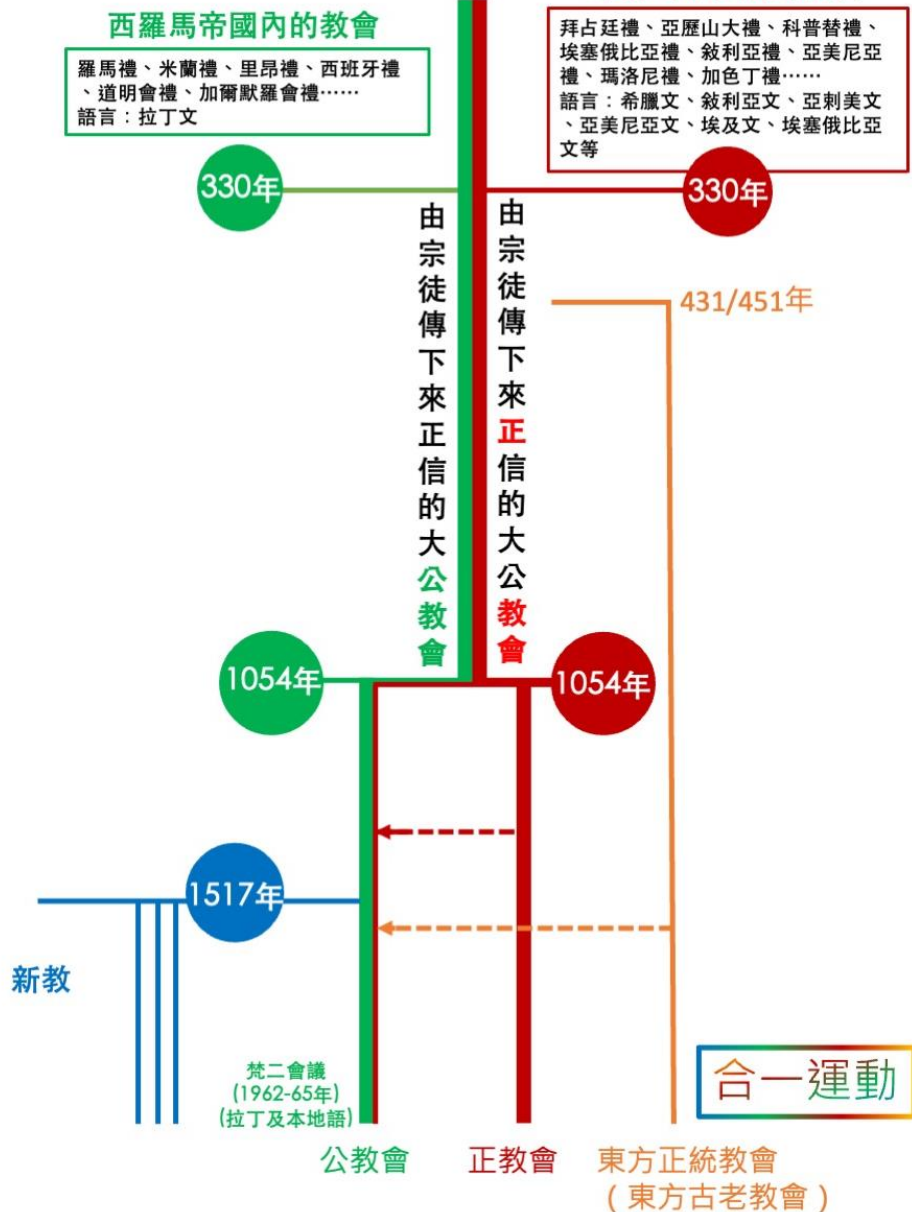 西羅馬帝國內的教會
羅馬禮、米蘭禮、里昂禮、西班牙禮
、道明會禮、加爾默羅會禮……
語言：拉丁文
拜占廷禮、亞歷山大禮、科普替禮、
埃塞俄比亞禮、敍利亞禮、亞美尼亞
禮、瑪洛尼禮、加色丁禮……
語言：希臘文、敍利亞文、亞剌美文
、亞美尼亞文、埃及文、埃塞俄比亞
文等
330年
330年
由宗徒傳下來正信的大公教會
由宗徒傳下來正信的大公教會
431/451年
1054年
1054年
1517年
新教
梵二會議
(1962-65年)
(拉丁及本地語)
合一運動
公教會
正教會
東方正統教會
（東方古老教會）